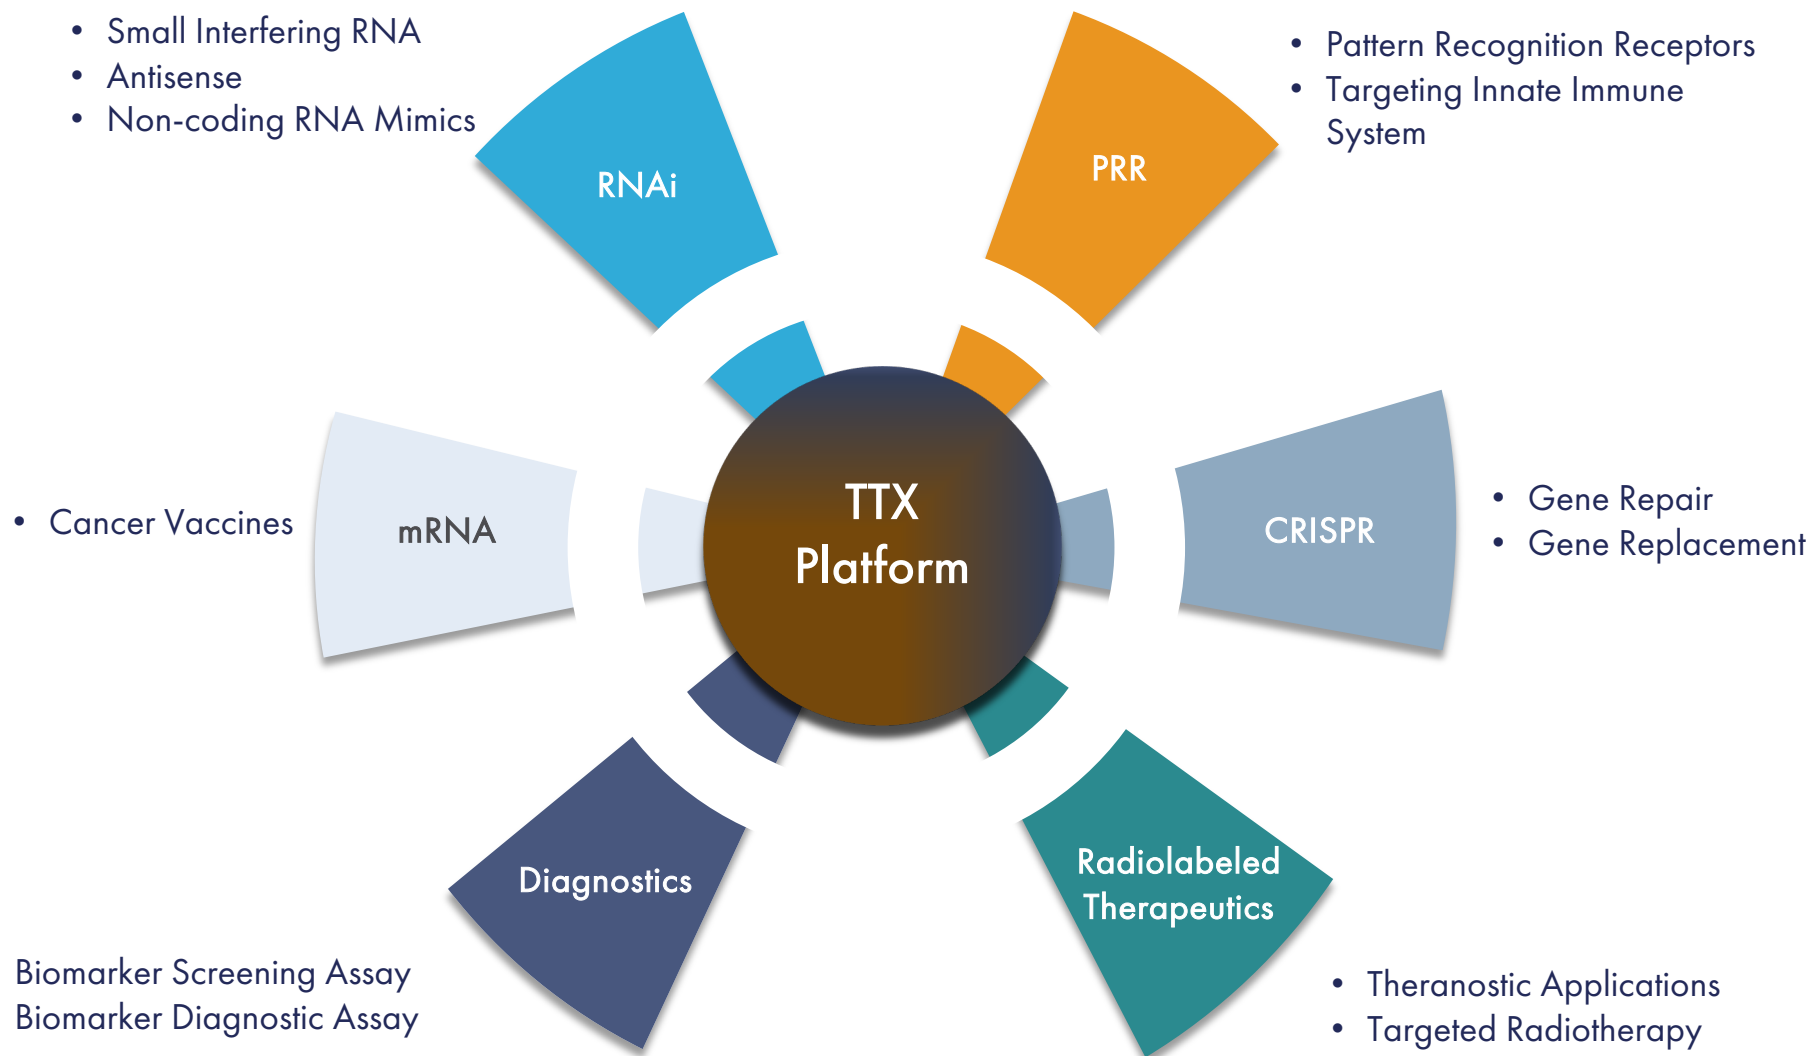 • Small Interfering RNA
• Antisense
• Non-coding RNA Mimics
RNAi
PRR
• Pattern Recognition Receptors
• Targeting Innate Immune
System
• Cancer Vaccines
mRNA
TTX
Platform
CRISPR
• Gene Repair
• Gene Replacement
Diagnostics
Biomarker Screening Assay
Biomarker Diagnostic Assay
Radiolabeled
Therapeutics
• Theranostic Applications
• Targeted Radiotherapy